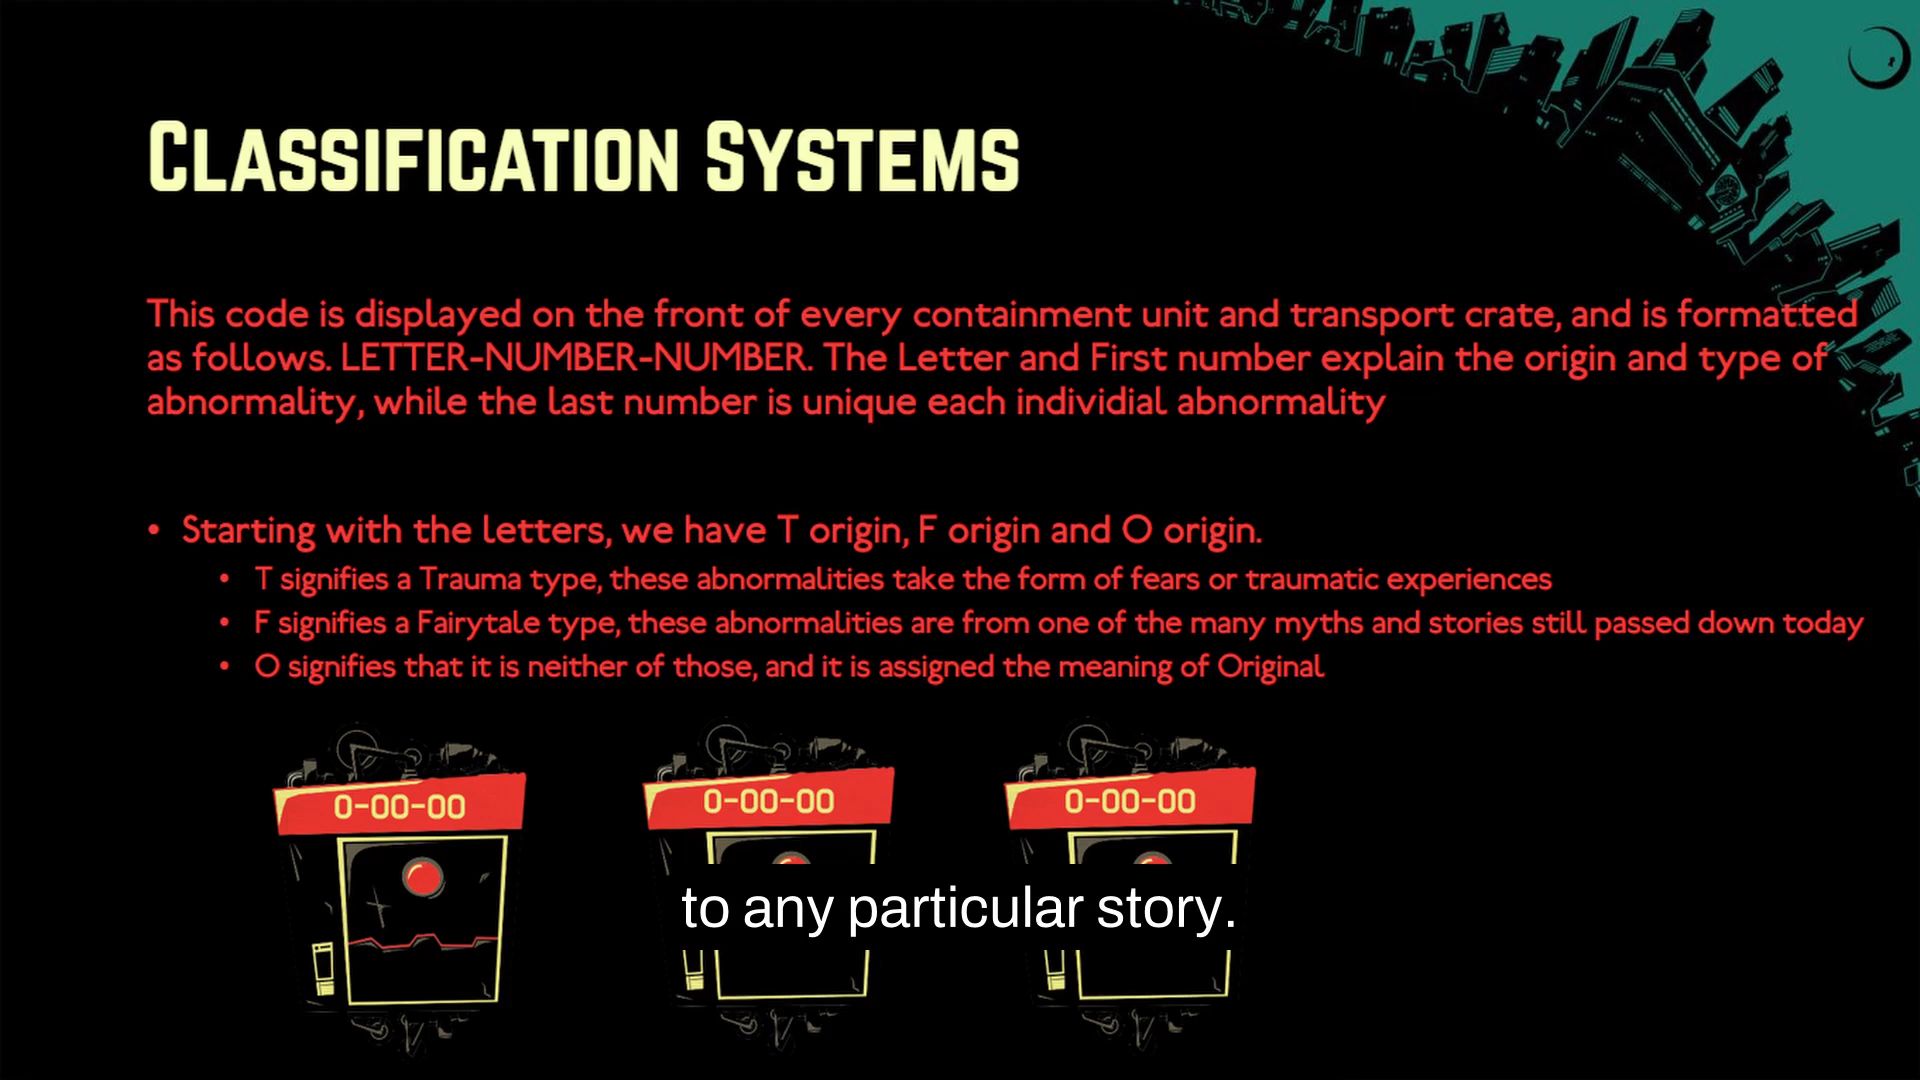 Classification Systems
This code is displayed on the front of every containment unit and transport crate, and is formatted
as follows. LETTER-NUMBER-NUMBER. The Letter and First number explain the origin and type of
abnormality, while the last number is unique each individial abnormality
• Starting with the letters, we have T origin, F origin and O origin.
• T signifies a Trauma type, these abnormalities take the form of fears or traumatic experiences
• F signifies a Fairytale type, these abnormalities are from one of the many myths and stories still passed down today
• O signifies that it is neither of those, and it is assigned the meaning of Original
0-00-00
0-00-00
0-00-00
to any particular story.